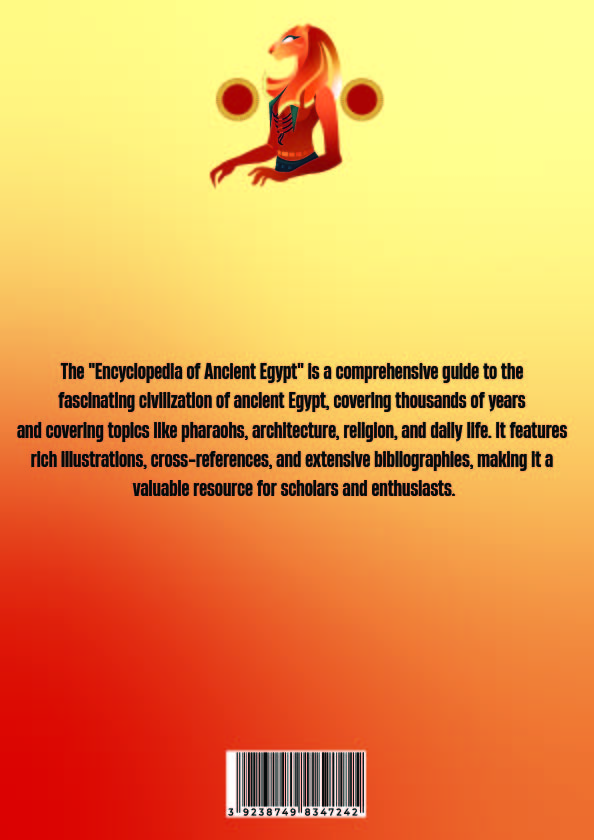 The "Encyclopedia of Ancient Egypt" is a comprehensive guide to the
fascinating civilization of ancient Egypt, covering thousands of years
and covering topics like pharaohs, architecture, religion, and daily life. It features
rich illustrations, cross-references, and extensive bibliographies, making it a
valuable resource for scholars and enthusiasts.
3 9238749 8347242